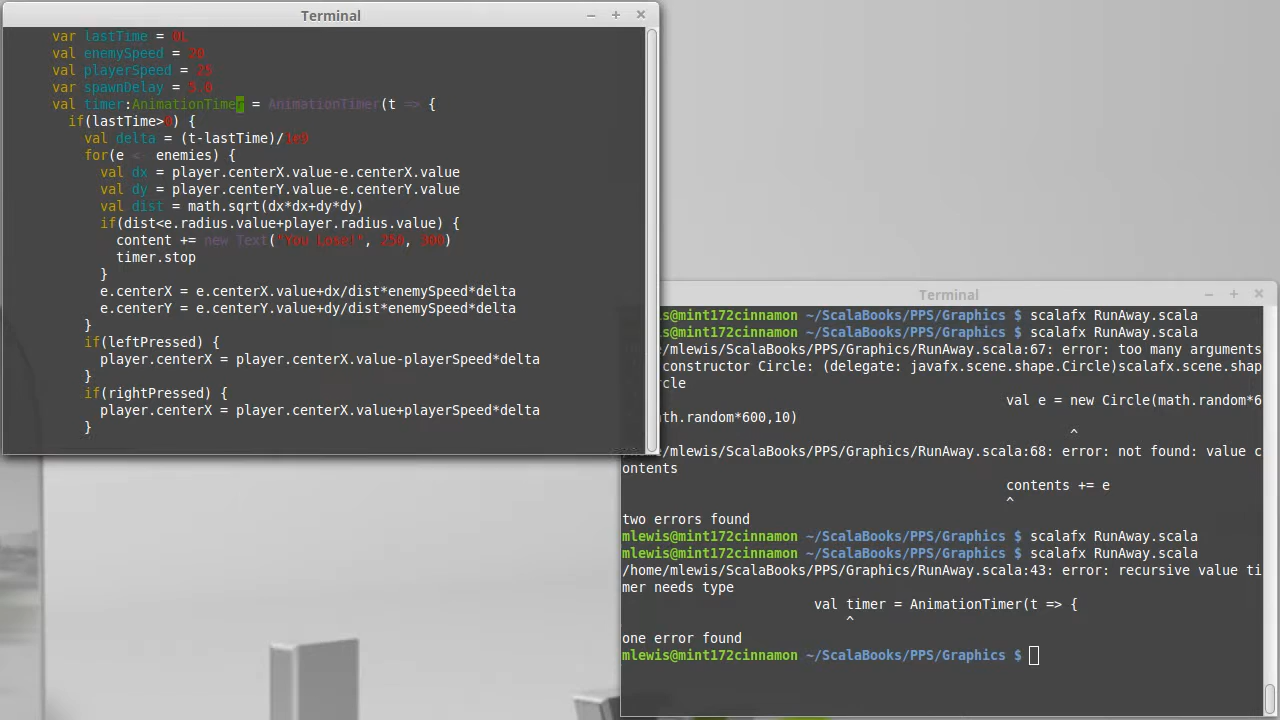 Terminal
var lastTime = 0L
val enemySpeed = 20
val playerSpeed = 25
var spawnDelay = 5.0
val timer:AnimationTimer = AnimationTimer(t => {
if(lastTime>0) {
val delta = (t-lastTime)/1e9
for(e <- enemies) {
val dx = player.centerX.value-e.centerX.value
val dy = player.centerY.value-e.centerY.value
val dist = math.sqrt(dx*dx+dy*dy)
if(dist<e.radius.value+player.radius.value) {
content += new Text("You Lose!", 250, 300)
timer.stop
}
e.centerX = e.centerX.value+dx/dist*enemySpeed*delta
e.centerY = e.centerY.value+dy/dist*enemySpeed*delta
}
if(leftPressed) {
player.centerX = player.centerX.value-playerSpeed*delta
}
if(rightPressed) {
player.centerX = player.centerX.value+playerSpeed*delta
}
Terminal
is@mint172cinnamon ~/ScalaBooks/PPS/Graphics $ scalafx RunAway.scala
mlewis@mint172cinnamon ~/ScalaBooks/PPS/Graphics $ scalafx RunAway.scala
/mlewis/ScalaBooks/PPS/Graphics/RunAway.scala:67: error: too many arguments
constructor Circle: (delegate: javafx.scene.shape.Circle)scalafx.scene.shap
rcle
val e = new Circle(math.random*6
th.random*600,10)
^
/mlewis/ScalaBooks/PPS/Graphics/RunAway.scala:68: error: not found: value c
ontents
contents += e
^
two errors found
mlewis@mint172cinnamon ~/ScalaBooks/PPS/Graphics $ scalafx RunAway.scala
mlewis@mint172cinnamon ~/ScalaBooks/PPS/Graphics $ scalafx RunAway.scala
/home/mlewis/ScalaBooks/PPS/Graphics/RunAway.scala:43: error: recursive value ti
mer needs type
val timer = AnimationTimer(t => {
^
one error found
mlewis@mint172cinnamon ~/ScalaBooks/PPS/Graphics $